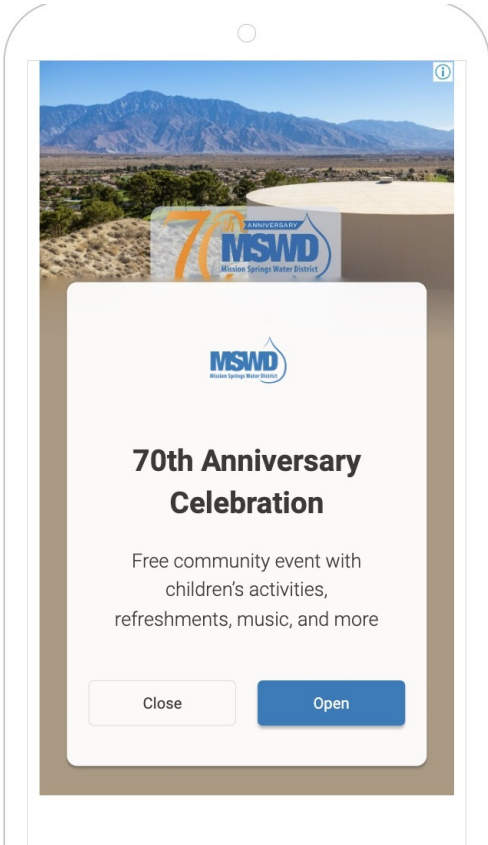 70th ANNIVERSARY
MSWD
Mission Springs Water District
MSWD
Mission Springs Water District
70th Anniversary
Celebration
Free community event with
children's activities,
refreshments, music, and more
Close
Open